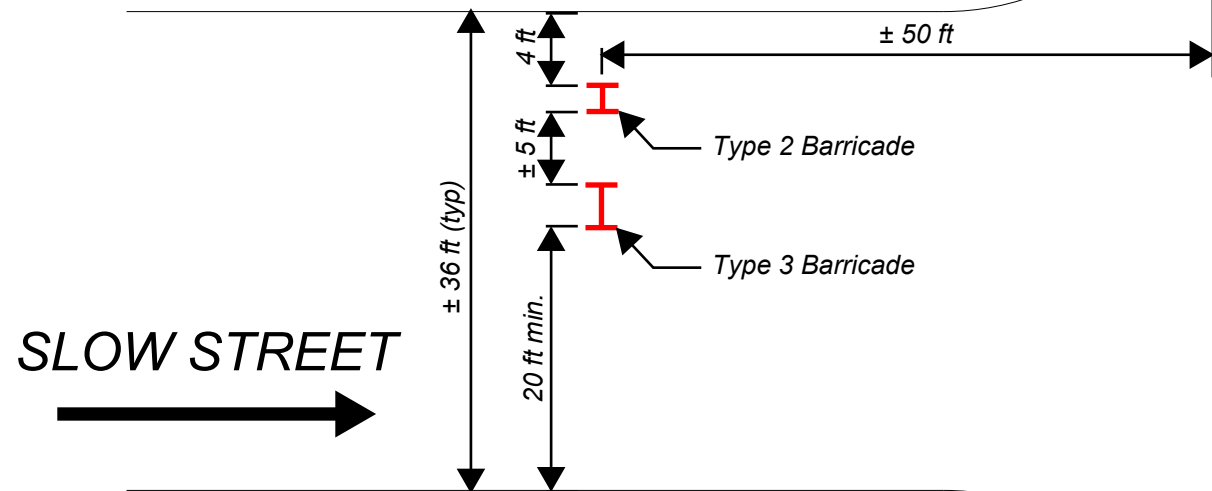 ± 50 ft
4 ft
Type 2 Barricade
± 5 ft
± 36 ft (typ)
Type 3 Barricade
20 ft min.
SLOW STREET